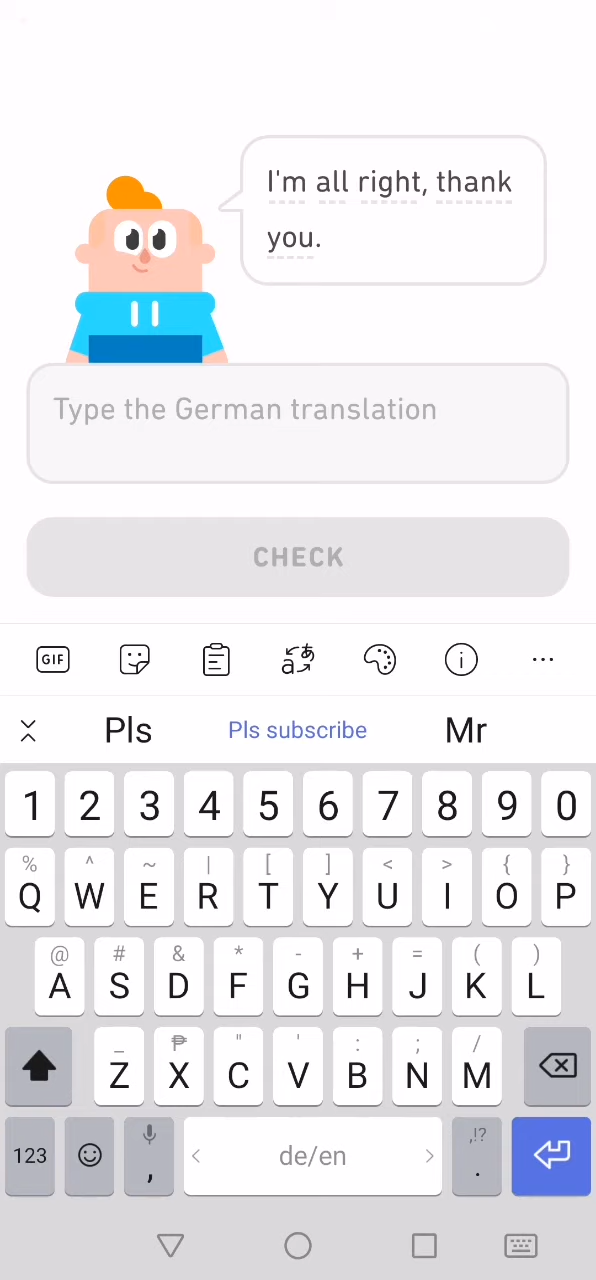 I'm all right, thank
you.
Type the German translation
CHECK
GIF
Pls Pls subscribe Mr
1 2 3 4 5 6 7 8 9 0
% ^ ~ | [ ] < > { }
Q W E R T Y U I O P
@ # & * - + = ( )
A S D F G H J K L
_ ₱ " ' : ; /
Z X C V B N M
,!?
123 , de/en .